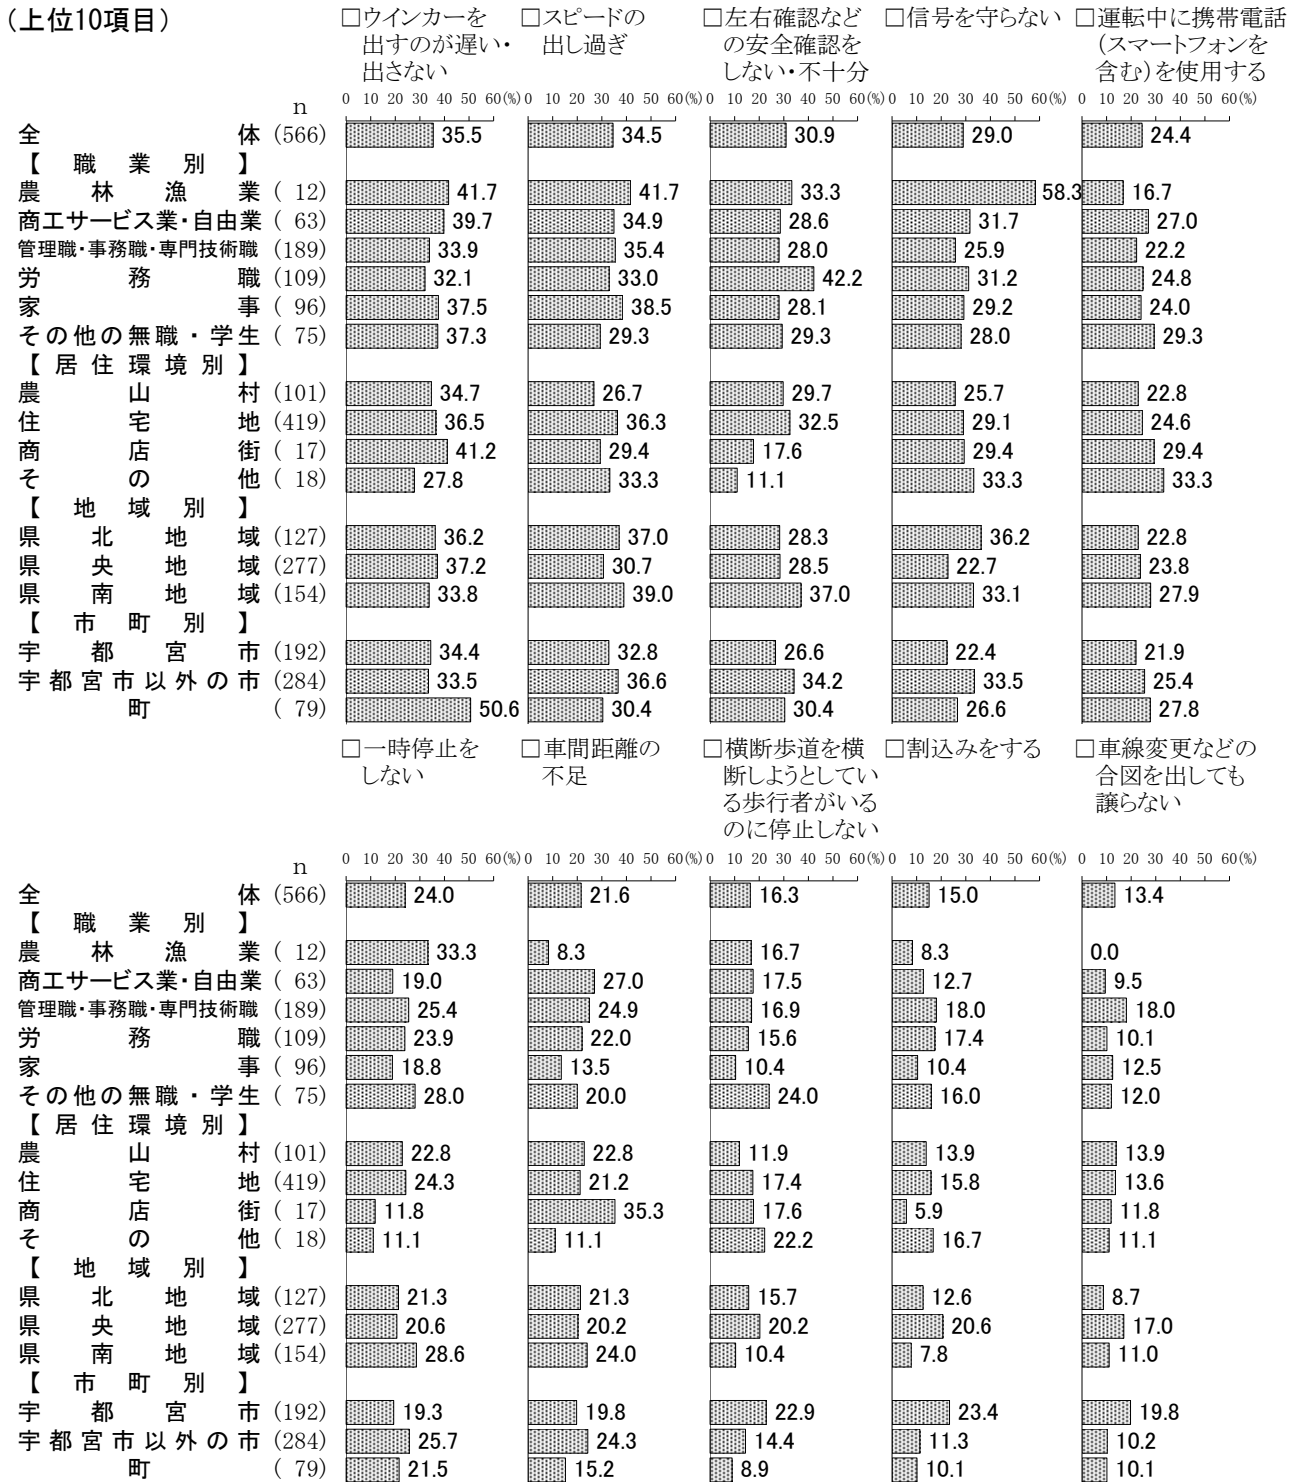 (上位10項目)
□ウインカーを出すのが遅い・出さない
□スピードの出し過ぎ
□左右確認などの安全確認をしない・不十分
□信号を守らない
□運転中に携帯電話(スマートフォンを含む)を使用する
n 0 10 20 30 40 50 60(%) 0 10 20 30 40 50 60(%) 0 10 20 30 40 50 60(%) 0 10 20 30 40 50 60(%) 0 10 20 30 40 50 60(%)
全体 (566) 35.5 34.5 30.9 29.0 24.4
【職業別】
農林漁業 ( 12) 41.7 41.7 33.3 58.3 16.7
商工サービス業・自由業 ( 63) 39.7 34.9 28.6 31.7 27.0
管理職・事務職・専門技術職 (189) 33.9 35.4 28.0 25.9 22.2
労務職 (109) 32.1 33.0 42.2 31.2 24.8
家事 ( 96) 37.5 38.5 28.1 29.2 24.0
その他の無職・学生 ( 75) 37.3 29.3 29.3 28.0 29.3
【居住環境別】
農山村 (101) 34.7 26.7 29.7 25.7 22.8
住宅地 (419) 36.5 36.3 32.5 29.1 24.6
商店街 ( 17) 41.2 29.4 17.6 29.4 29.4
その他 ( 18) 27.8 33.3 11.1 33.3 33.3
【地域別】
県北地域 (127) 36.2 37.0 28.3 36.2 22.8
県央地域 (277) 37.2 30.7 28.5 22.7 23.8
県南地域 (154) 33.8 39.0 37.0 33.1 27.9
【市町別】
宇都宮市 (192) 34.4 32.8 26.6 22.4 21.9
宇都宮市以外の市 (284) 33.5 36.6 34.2 33.5 25.4
町 ( 79) 50.6 30.4 30.4 26.6 27.8
□一時停止をしない
□車間距離の不足
□横断歩道を横断しようとしている歩行者がいるのに停止しない
□割込みをする
□車線変更などの合図を出しても譲らない
n 0 10 20 30 40 50 60(%) 0 10 20 30 40 50 60(%) 0 10 20 30 40 50 60(%) 0 10 20 30 40 50 60(%) 0 10 20 30 40 50 60(%)
全体 (566) 24.0 21.6 16.3 15.0 13.4
【職業別】
農林漁業 ( 12) 33.3 8.3 16.7 8.3 0.0
商工サービス業・自由業 ( 63) 19.0 27.0 17.5 12.7 9.5
管理職・事務職・専門技術職 (189) 25.4 24.9 16.9 18.0 18.0
労務職 (109) 23.9 22.0 15.6 17.4 10.1
家事 ( 96) 18.8 13.5 10.4 10.4 12.5
その他の無職・学生 ( 75) 28.0 20.0 24.0 16.0 12.0
【居住環境別】
農山村 (101) 22.8 22.8 11.9 13.9 13.9
住宅地 (419) 24.3 21.2 17.4 15.8 13.6
商店街 ( 17) 11.8 35.3 17.6 5.9 11.8
その他 ( 18) 11.1 11.1 22.2 16.7 11.1
【地域別】
県北地域 (127) 21.3 21.3 15.7 12.6 8.7
県央地域 (277) 20.6 20.2 20.2 20.6 17.0
県南地域 (154) 28.6 24.0 10.4 7.8 11.0
【市町別】
宇都宮市 (192) 19.3 19.8 22.9 23.4 19.8
宇都宮市以外の市 (284) 25.7 24.3 14.4 11.3 10.2
町 ( 79) 21.5 15.2 8.9 10.1 10.1